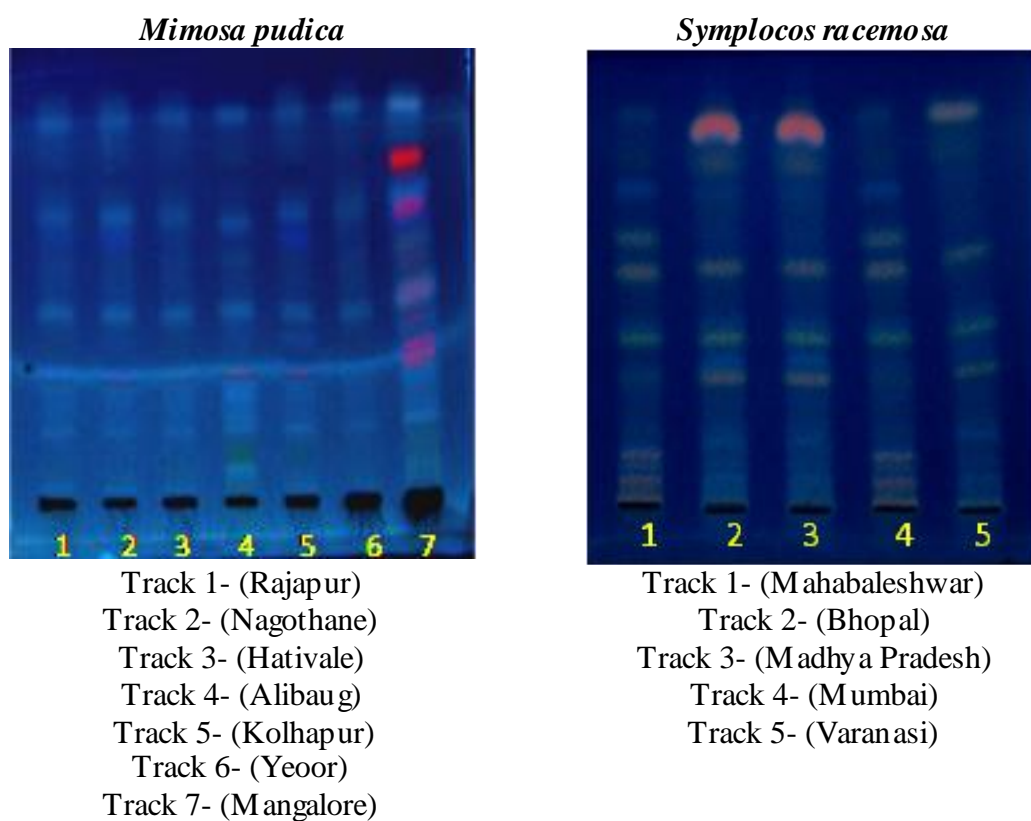 Mimosa pudica
1 2 3 4 5 6 7
Track 1- (Rajapur)
Track 2- (Nagothane)
Track 3- (Hativale)
Track 4- (Alibaug)
Track 5- (Kolhapur)
Track 6- (Yeoor)
Track 7- (Mangalore)
Symplocos racemosa
1 2 3 4 5
Track 1- (Mahabaleshwar)
Track 2- (Bhopal)
Track 3- (Madhya Pradesh)
Track 4- (Mumbai)
Track 5- (Varanasi)